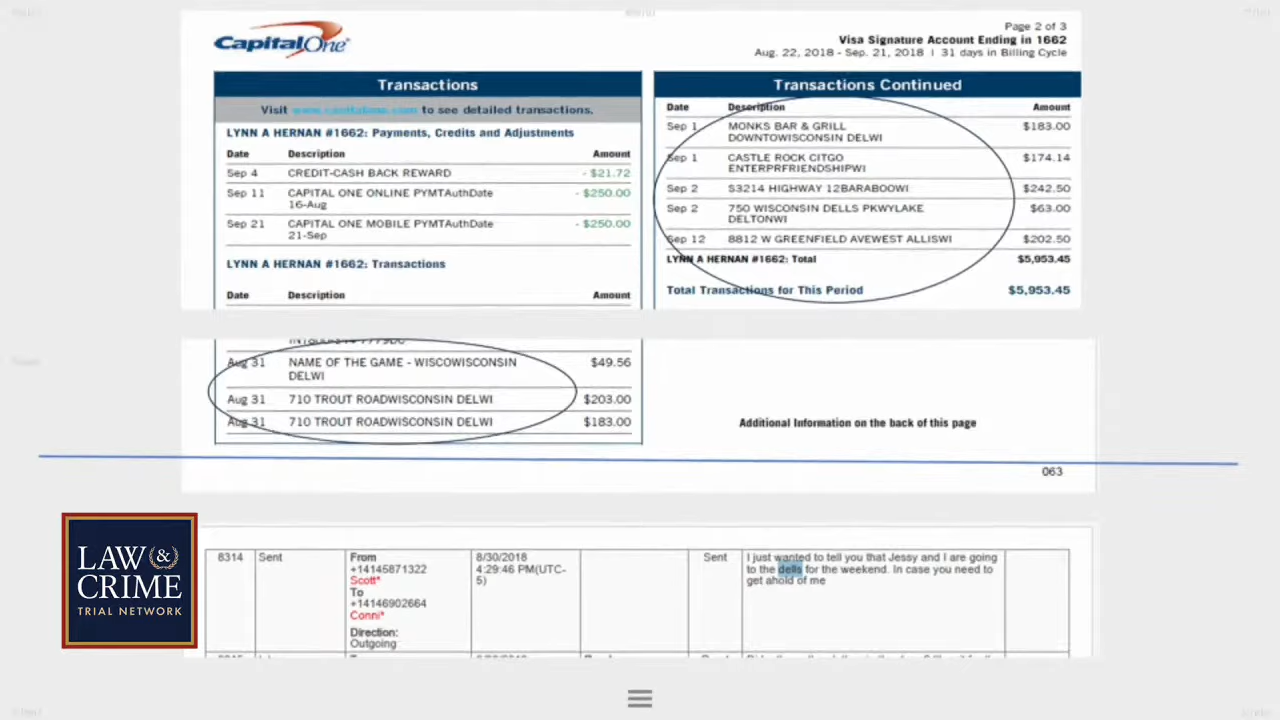 CapitalOne
Page 2 of 3
Visa Signature Account Ending in 1662
Aug. 22, 2018 - Sep. 21, 2018 | 31 days in Billing Cycle
Transactions
Visit www.capitalone.com to see detailed transactions.
LYNN A HERNAN #1662: Payments, Credits and Adjustments
Date Description Amount
Sep 4 CREDIT-CASH BACK REWARD - $21.72
Sep 11 CAPITAL ONE ONLINE PYMTAuthDate - $250.00
16-Aug
Sep 21 CAPITAL ONE MOBILE PYMTAuthDate - $250.00
21-Sep
LYNN A HERNAN #1662: Transactions
Date Description Amount
Transactions Continued
Date Description Amount
Sep 1 MONKS BAR & GRILL $183.00
DOWNTOWISCONSIN DELWI
Sep 1 CASTLE ROCK CITGO $174.14
ENTERPRFRIENDSHIPWI
Sep 2 S3214 HIGHWAY 12BARABOOWI $242.50
Sep 2 750 WISCONSIN DELLS PKWYLAKE $63.00
DELTONWI
Sep 12 8812 W GREENFIELD AVEWEST ALLISWI $202.50
LYNN A HERNAN #1662: Total $5,953.45
Total Transactions for This Period $5,953.45
Aug 31 NAME OF THE GAME - WISCOWISCONSIN $49.56
DELWI
Aug 31 710 TROUT ROADWISCONSIN DELWI $203.00
Aug 31 710 TROUT ROADWISCONSIN DELWI $183.00
Additional Information on the back of this page
063
LAW &
CRIME
TRIAL NETWORK
8314 Sent From 8/30/2018 Sent I just wanted to tell you that Jessy and I are going
+14145871322 4:29:46 PM(UTC- to the dells for the weekend. In case you need to
Scott* 5) get ahold of me
To
+14146902664
Conni*
Direction:
Outgoing